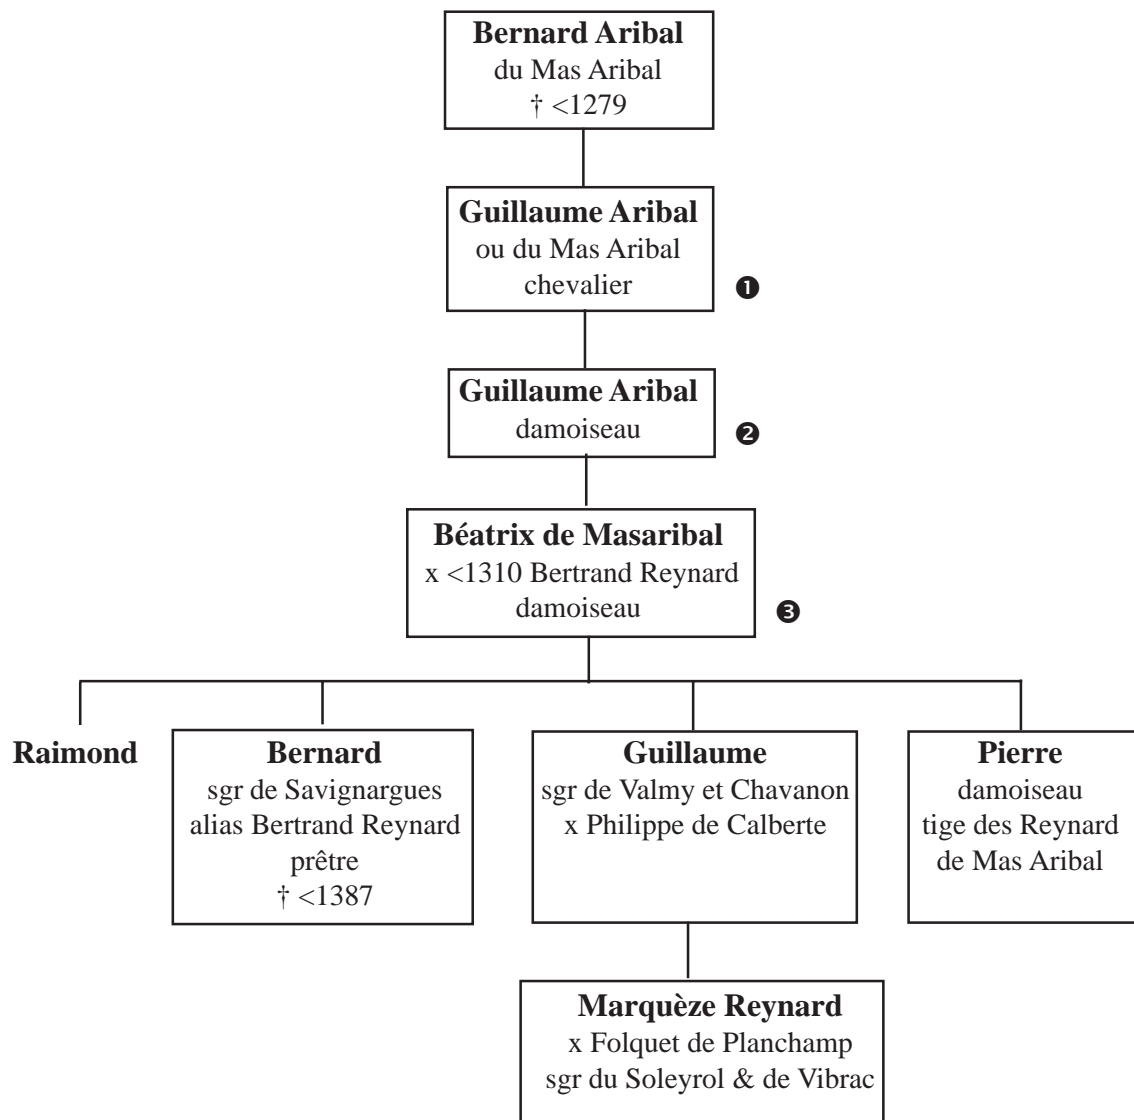 Bernard Aribal
du Mas Aribal
† <1279
Guillaume Aribal
ou du Mas Aribal
chevalier
❶
Guillaume Aribal
damoiseau
❷
Béatrix de Masaribal
x <1310 Bertrand Reynard
damoiseau
❸
Raimond
Bernard
sgr de Savignargues
alias Bertrand Reynard
prêtre
† <1387
Guillaume
sgr de Valmy et Chavanon
x Philippe de Calberte
Pierre
damoiseau
tige des Reynard
de Mas Aribal
Marquèze Reynard
x Folquet de Planchamp
sgr du Soleyrol & de Vibrac